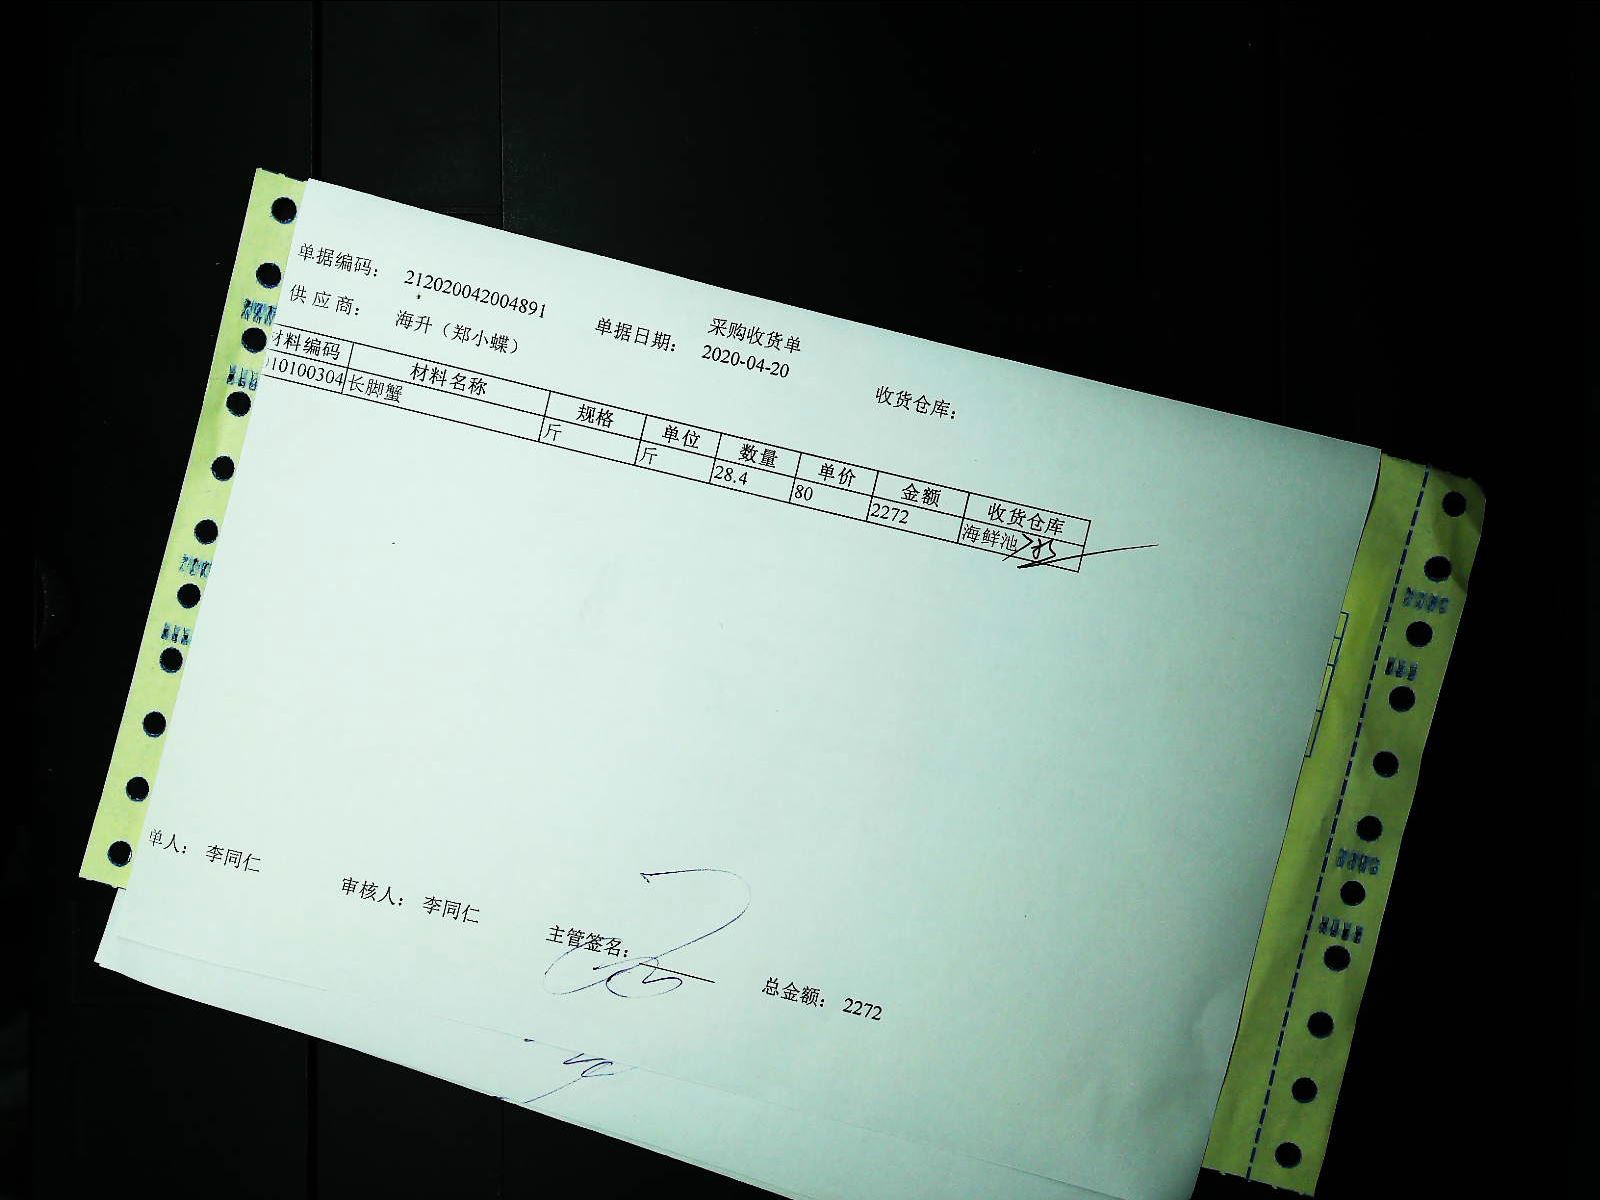 采购收货单
单据编码： 212020042004891 单据日期： 2020-04-20 收货仓库：
供应商： 海升（郑小蝶）
材料编码 材料名称 规格 单位 数量 单价 金额 收货仓库
010100304 长脚蟹 斤 斤 28.4 80 2272 海鲜池
单人： 李同仁 审核人： 李同仁 主管签名： 总金额： 2272